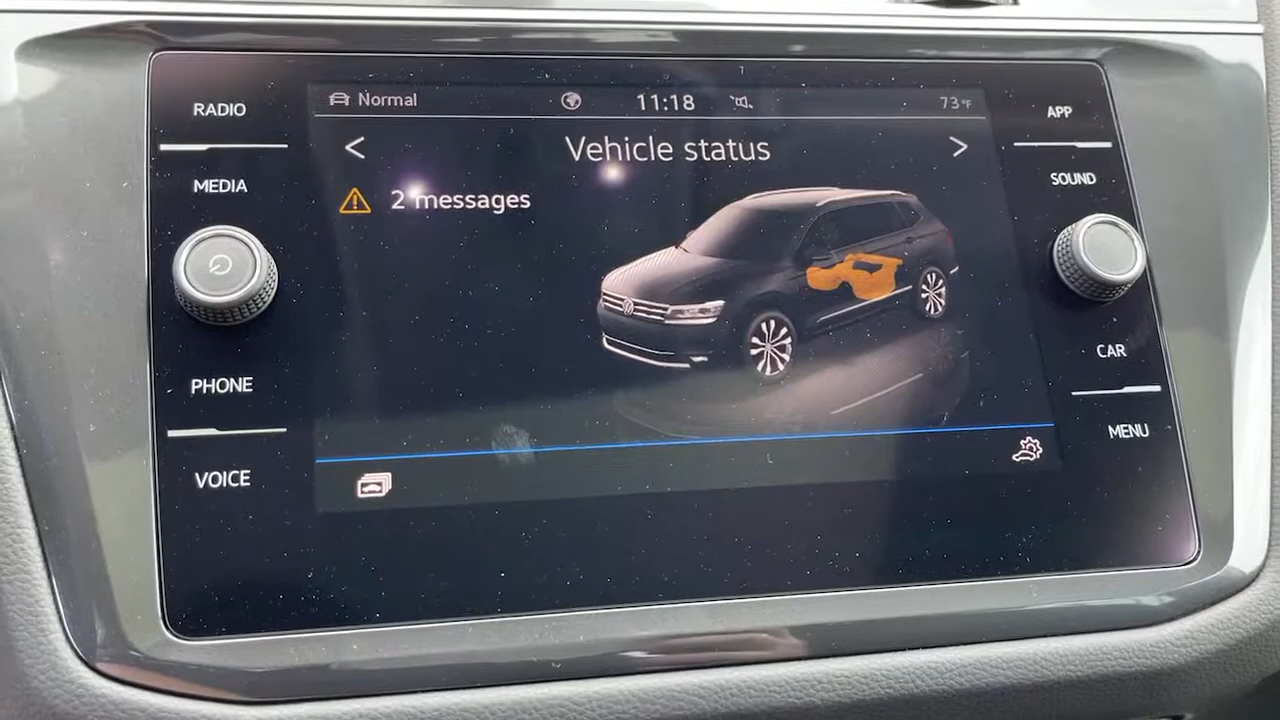 RADIO
MEDIA
PHONE
VOICE
Normal
11:18
73°F
Vehicle status
2 messages
APP
SOUND
CAR
MENU